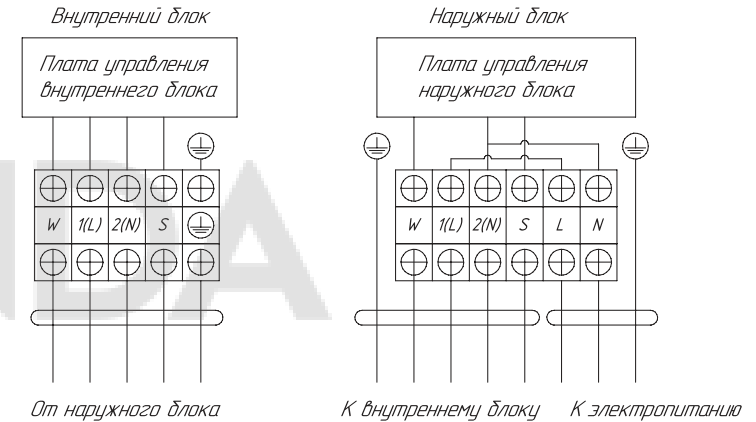 Внутренний блок
Плата управления
внутреннего блока
W 1(L) 2(N) S
От наружного блока
Наружный блок
Плата управления
наружного блока
W 1(L) 2(N) S L N
К внутреннему блоку
К электропитанию
NDA